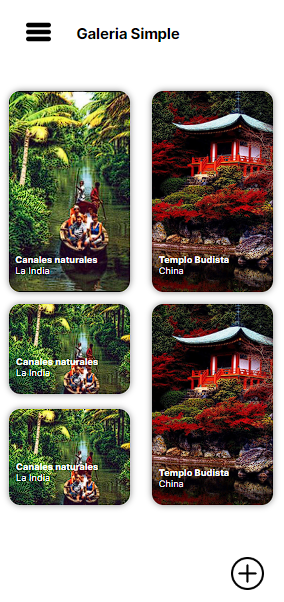 Galeria Simple
Canales naturales
La India
Templo Budista
China
Canales naturales
La India
Canales naturales
La India
Templo Budista
China